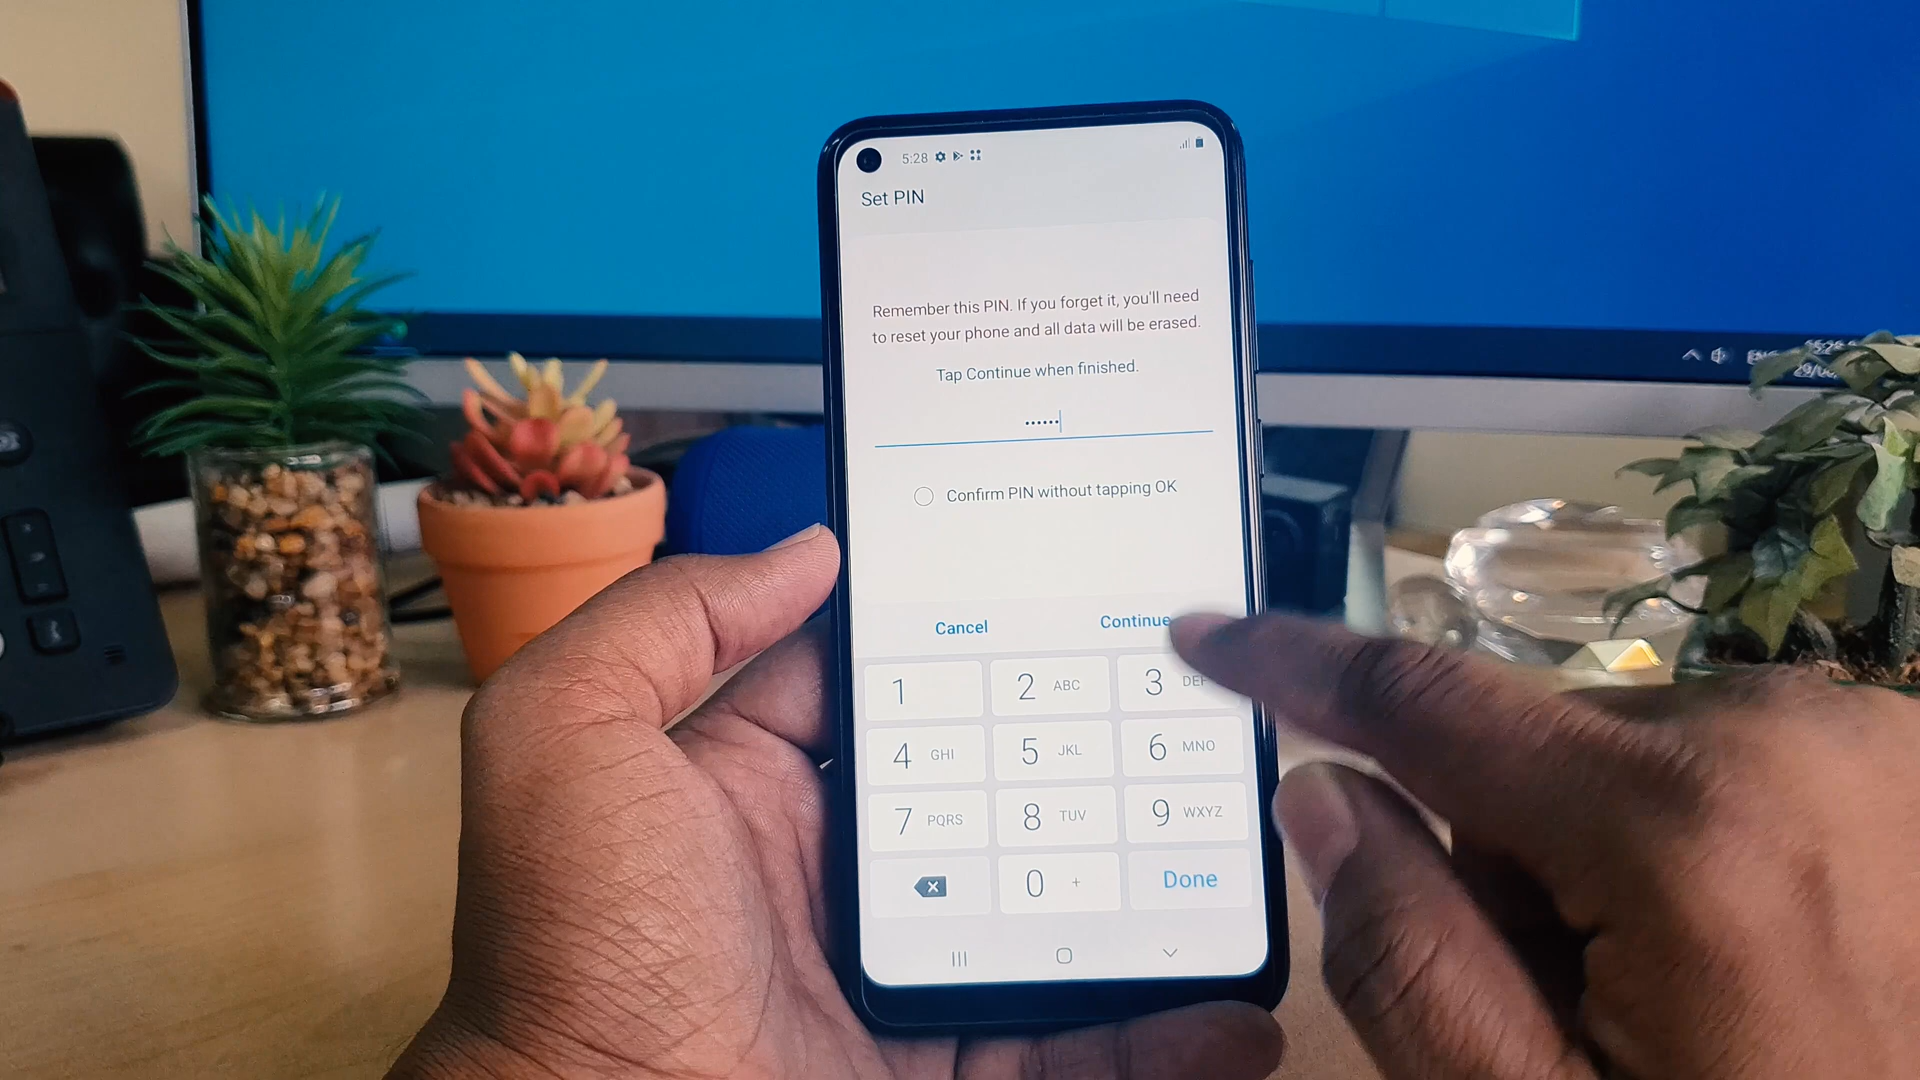 5:28
Set PIN
Remember this PIN. If you forget it, you'll need
to reset your phone and all data will be erased.
Tap Continue when finished.
Confirm PIN without tapping OK
Cancel Continue
1 2 ABC 3 DEF
4 GHI 5 JKL 6 MNO
7 PQRS 8 TUV 9 WXYZ
0 + Done